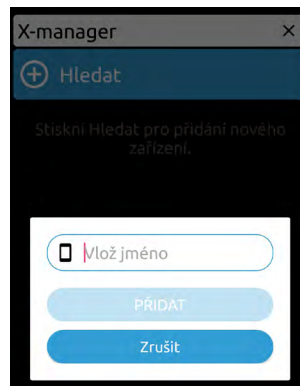 X-manager
Hledat
Stiskni Hledat pro přidání nového
zařízení.
Vlož jméno
PŘIDAT
Zrušit